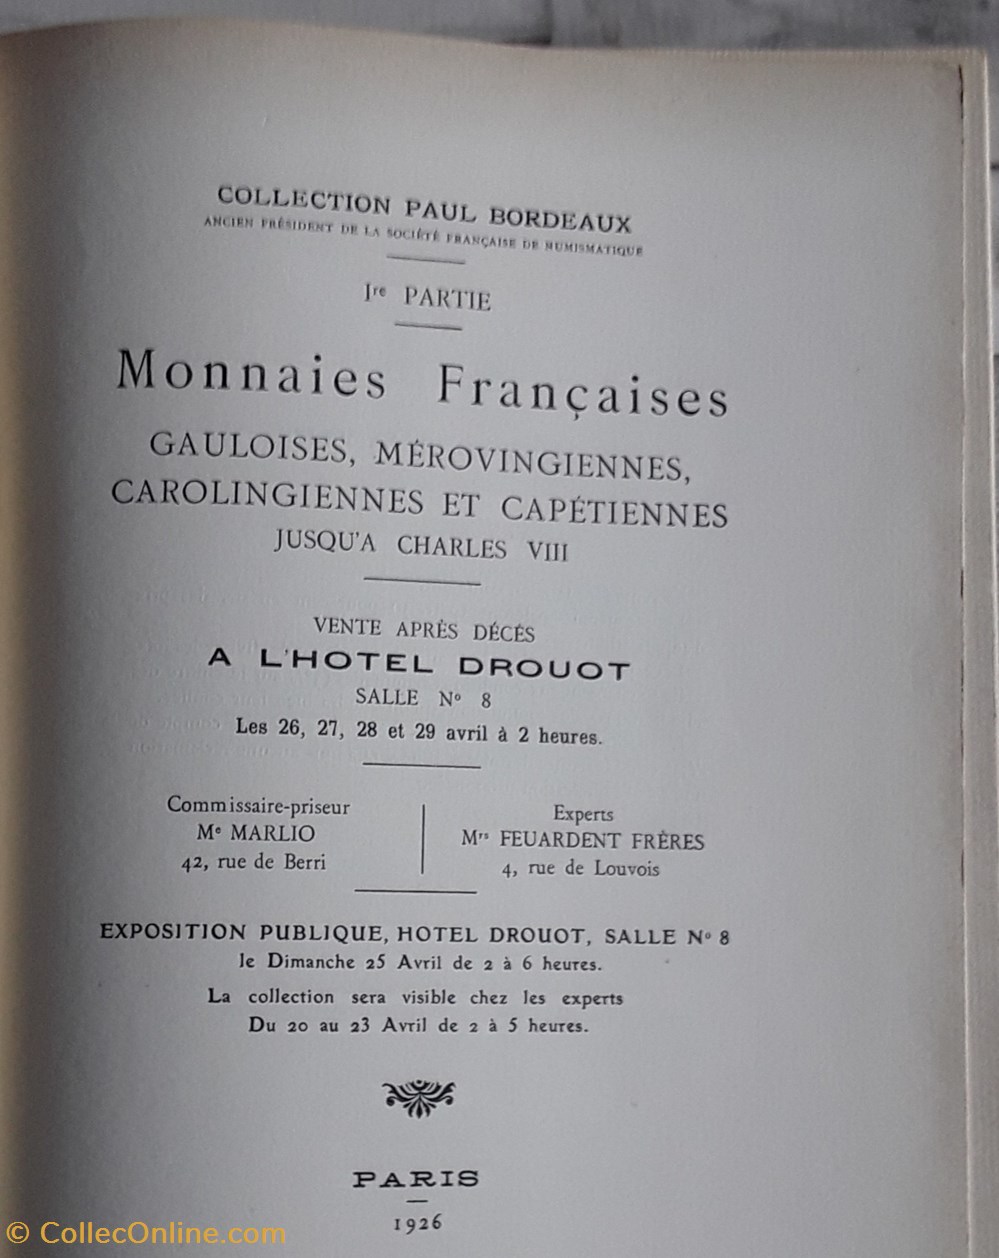 COLLECTION PAUL BORDEAUX
ANCIEN PRÉSIDENT DE LA SOCIÉTÉ FRANÇAISE DE NUMISMATIQUE
Ire PARTIE
Monnaies Françaises
GAULOISES, MÉROVINGIENNES,
CAROLINGIENNES ET CAPÉTIENNES
JUSQU'A CHARLES VIII
VENTE APRÈS DÉCÉS
A L'HOTEL DROUOT
SALLE No 8
Les 26, 27, 28 et 29 avril à 2 heures.
Commissaire-priseur
Me MARLIO
42, rue de Berri
Experts
Mrs FEUARDENT FRÈRES
4, rue de Louvois
EXPOSITION PUBLIQUE, HOTEL DROUOT, SALLE No 8
le Dimanche 25 Avril de 2 à 6 heures.
La collection sera visible chez les experts
Du 20 au 23 Avril de 2 à 5 heures.
PARIS
1926
© CollecOnline.com